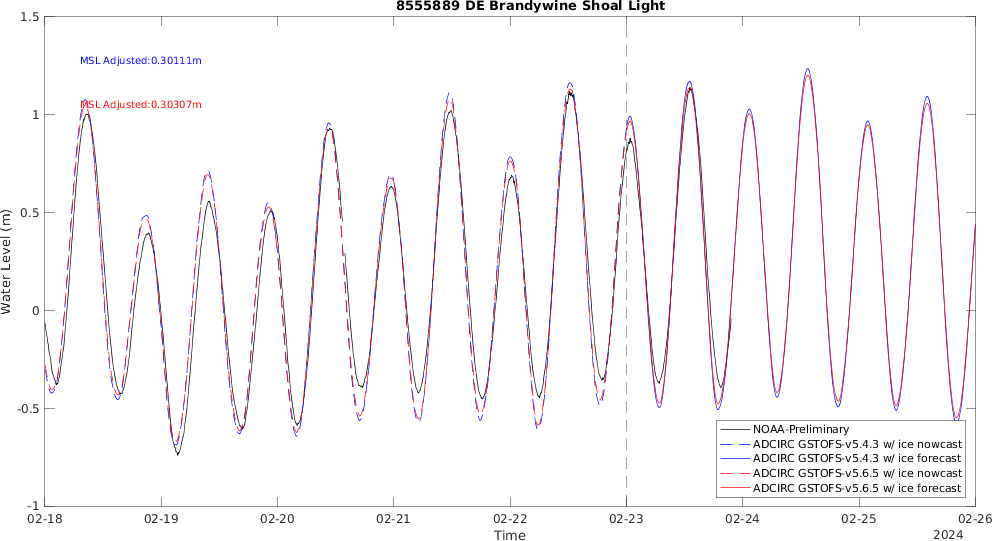 8555889 DE Brandywine Shoal Light
MSL Adjusted:0.30111m
MSL Adjusted:0.30307m
Water Level (m)
1.5
1
0.5
0
-0.5
-1
NOAA-Preliminary
ADCIRC GSTOFS-v5.4.3 w/ ice nowcast
ADCIRC GSTOFS-v5.4.3 w/ ice forecast
ADCIRC GSTOFS-v5.6.5 w/ ice nowcast
ADCIRC GSTOFS-v5.6.5 w/ ice forecast
02-18 02-19 02-20 02-21 02-22 02-23 02-24 02-25 02-26
Time
2024